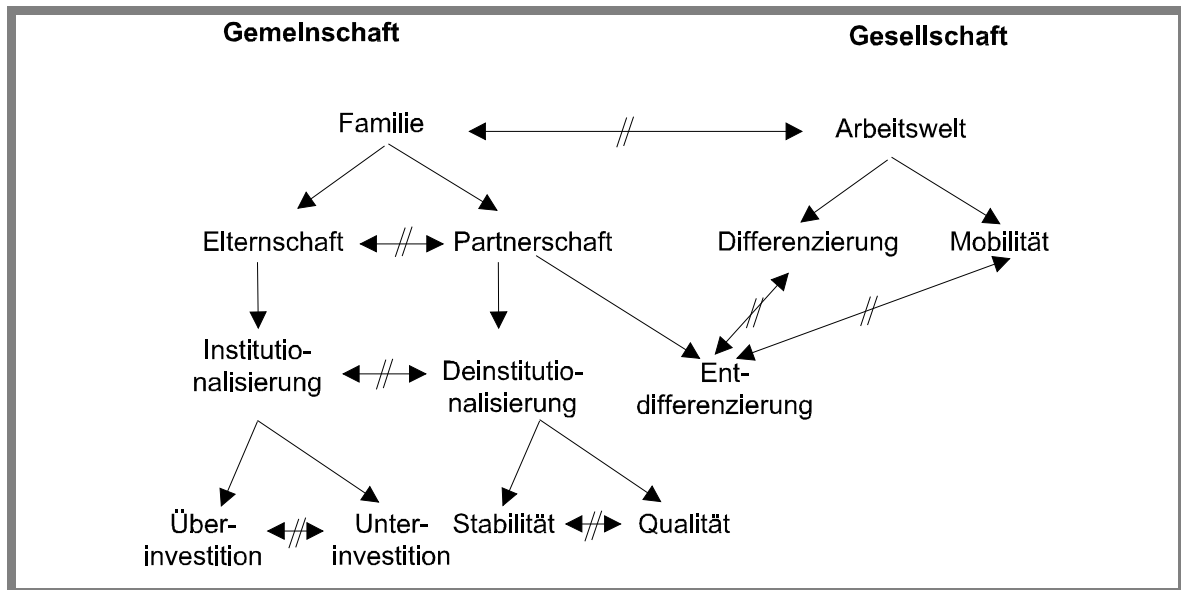 Gemeinschaft
Gesellschaft
Familie
Arbeitswelt
Elternschaft
Partnerschaft
Differenzierung
Mobilität
Institutio-
nalisierung
Deinstitutio-
nalisierung
Ent-
differenzierung
Über-
investition
Unter-
investition
Stabilität
Qualität